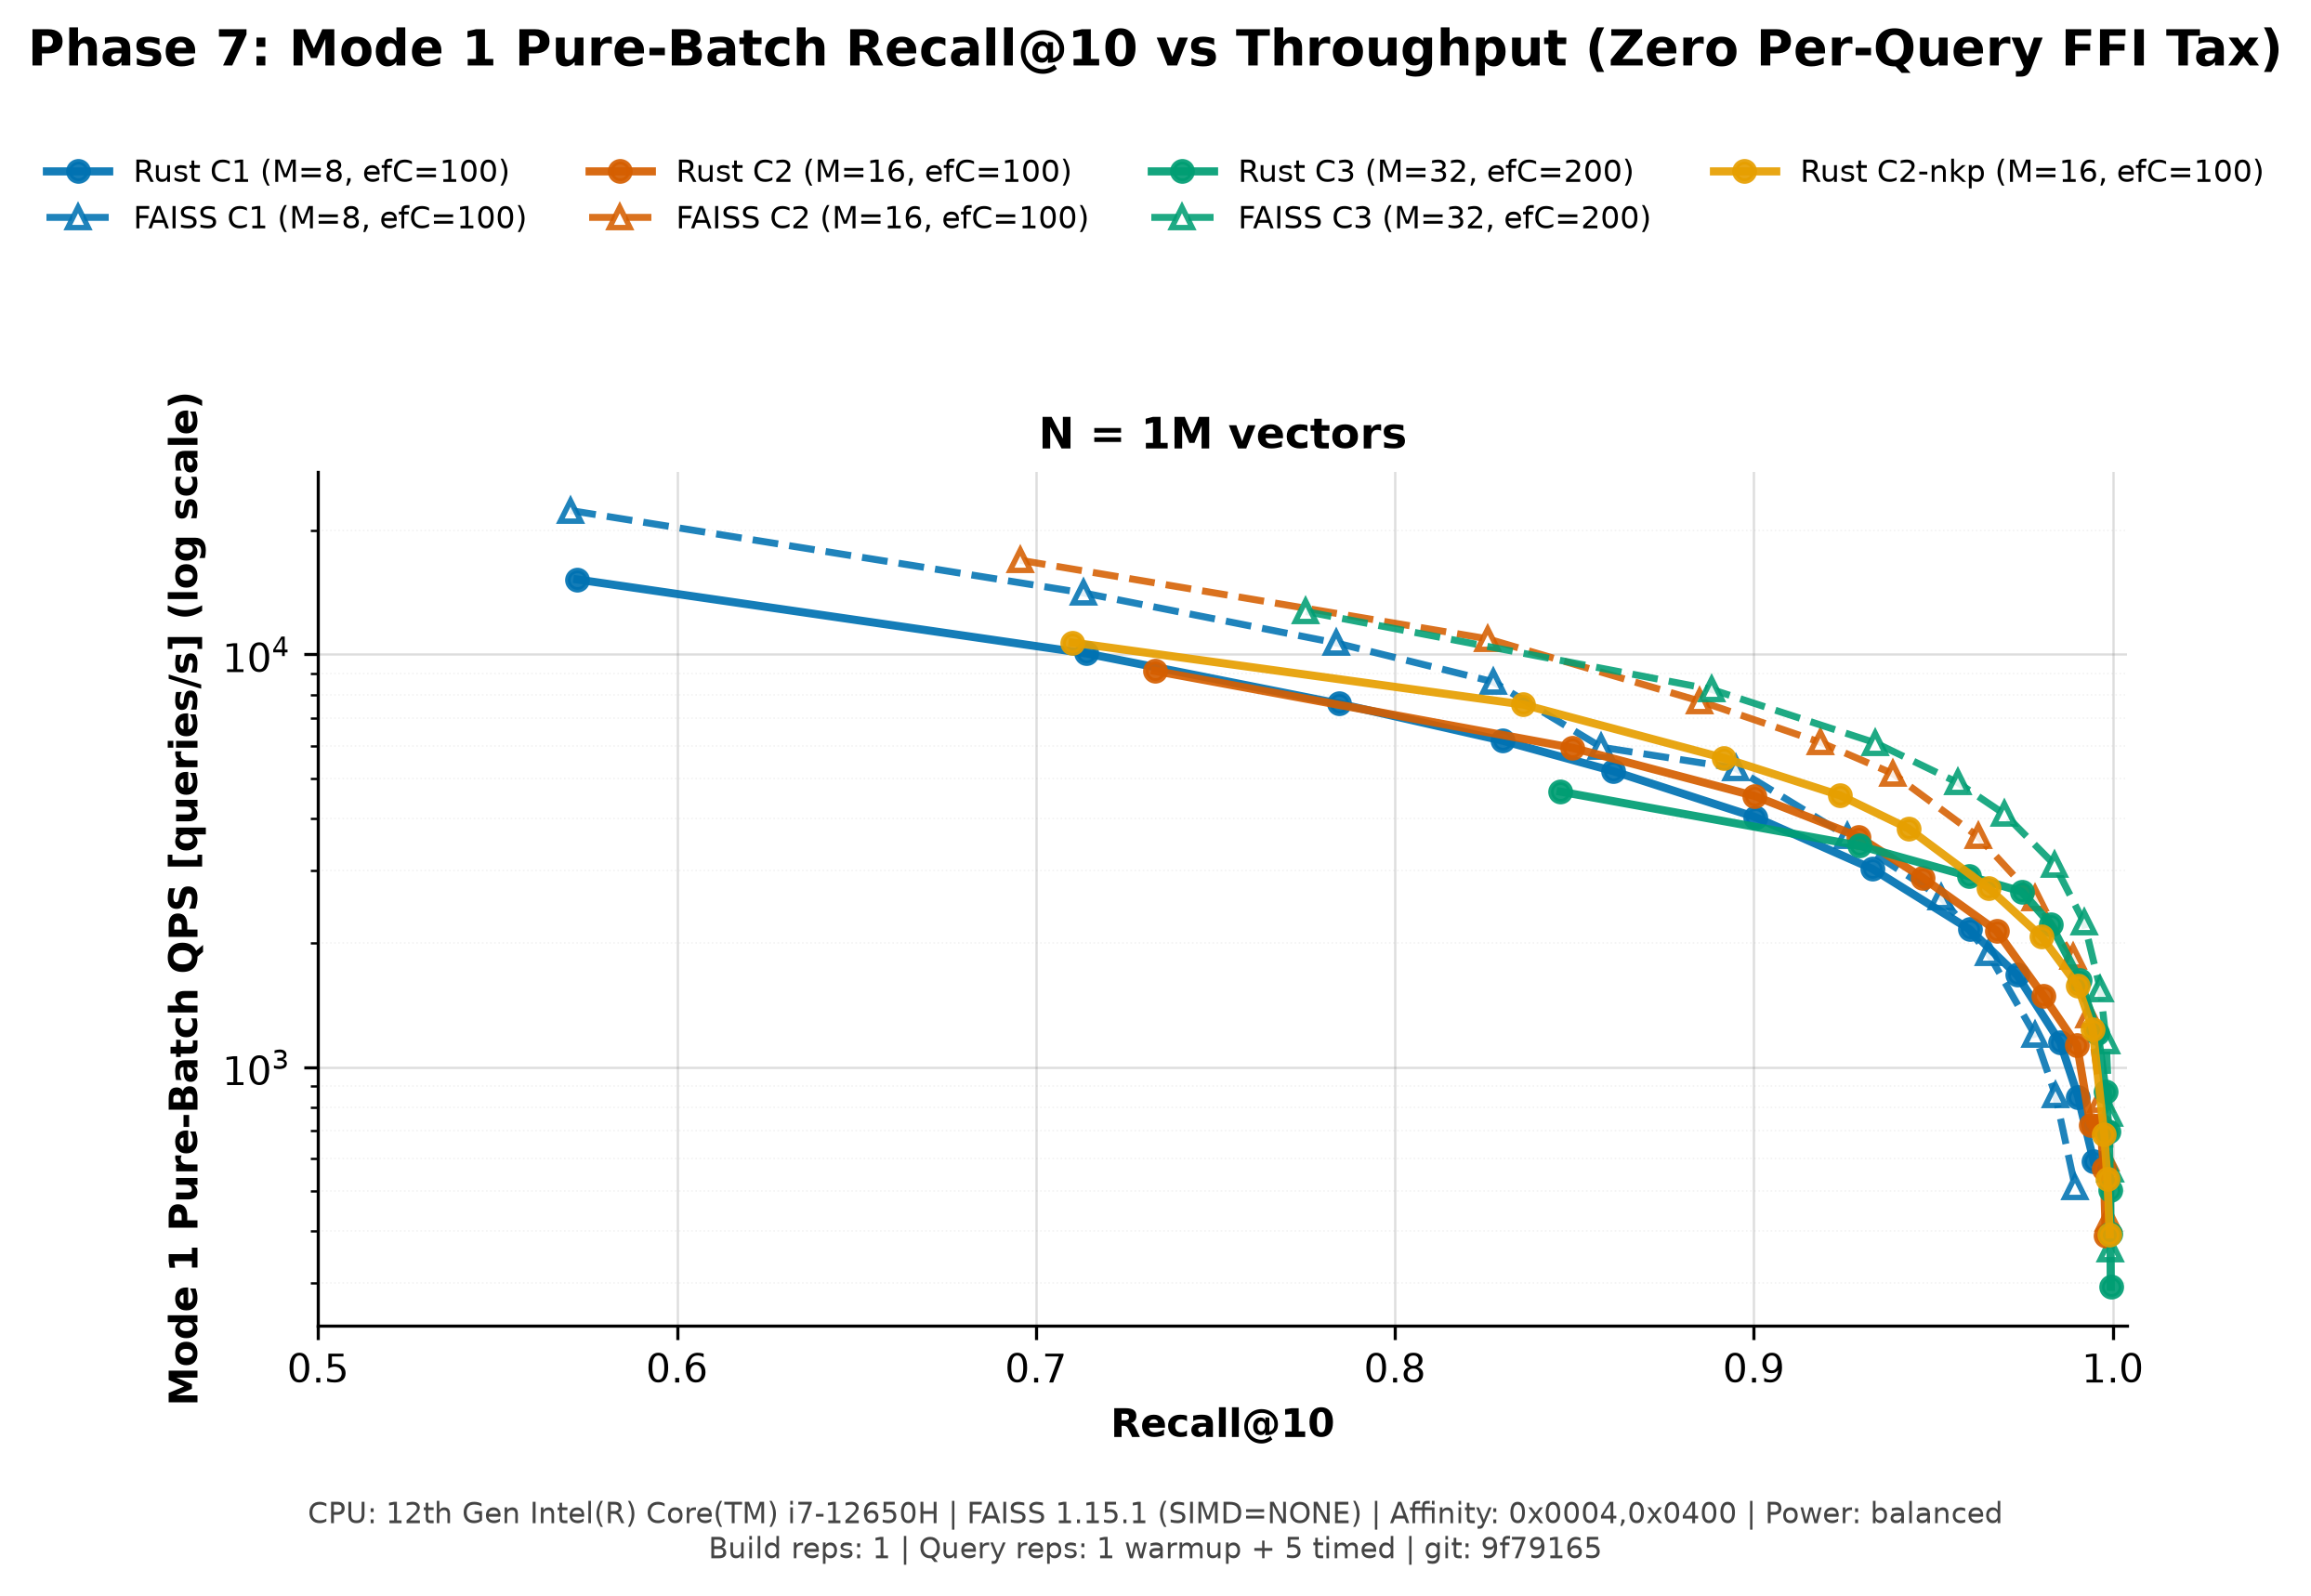 Phase 7: Mode 1 Pure-Batch Recall@10 vs Throughput (Zero Per-Query FFI Tax)
Rust C1 (M=8, efC=100)
Rust C2 (M=16, efC=100)
Rust C3 (M=32, efC=200)
Rust C2-nkp (M=16, efC=100)
FAISS C1 (M=8, efC=100)
FAISS C2 (M=16, efC=100)
FAISS C3 (M=32, efC=200)
N = 1M vectors
Mode 1 Pure-Batch QPS [queries/s] (log scale)
10⁴
10³
0.5 0.6 0.7 0.8 0.9 1.0
Recall@10
CPU: 12th Gen Intel(R) Core(TM) i7-12650H | FAISS 1.15.1 (SIMD=NONE) | Affinity: 0x0004,0x0400 | Power: balanced
Build reps: 1 | Query reps: 1 warmup + 5 timed | git: 9f79165